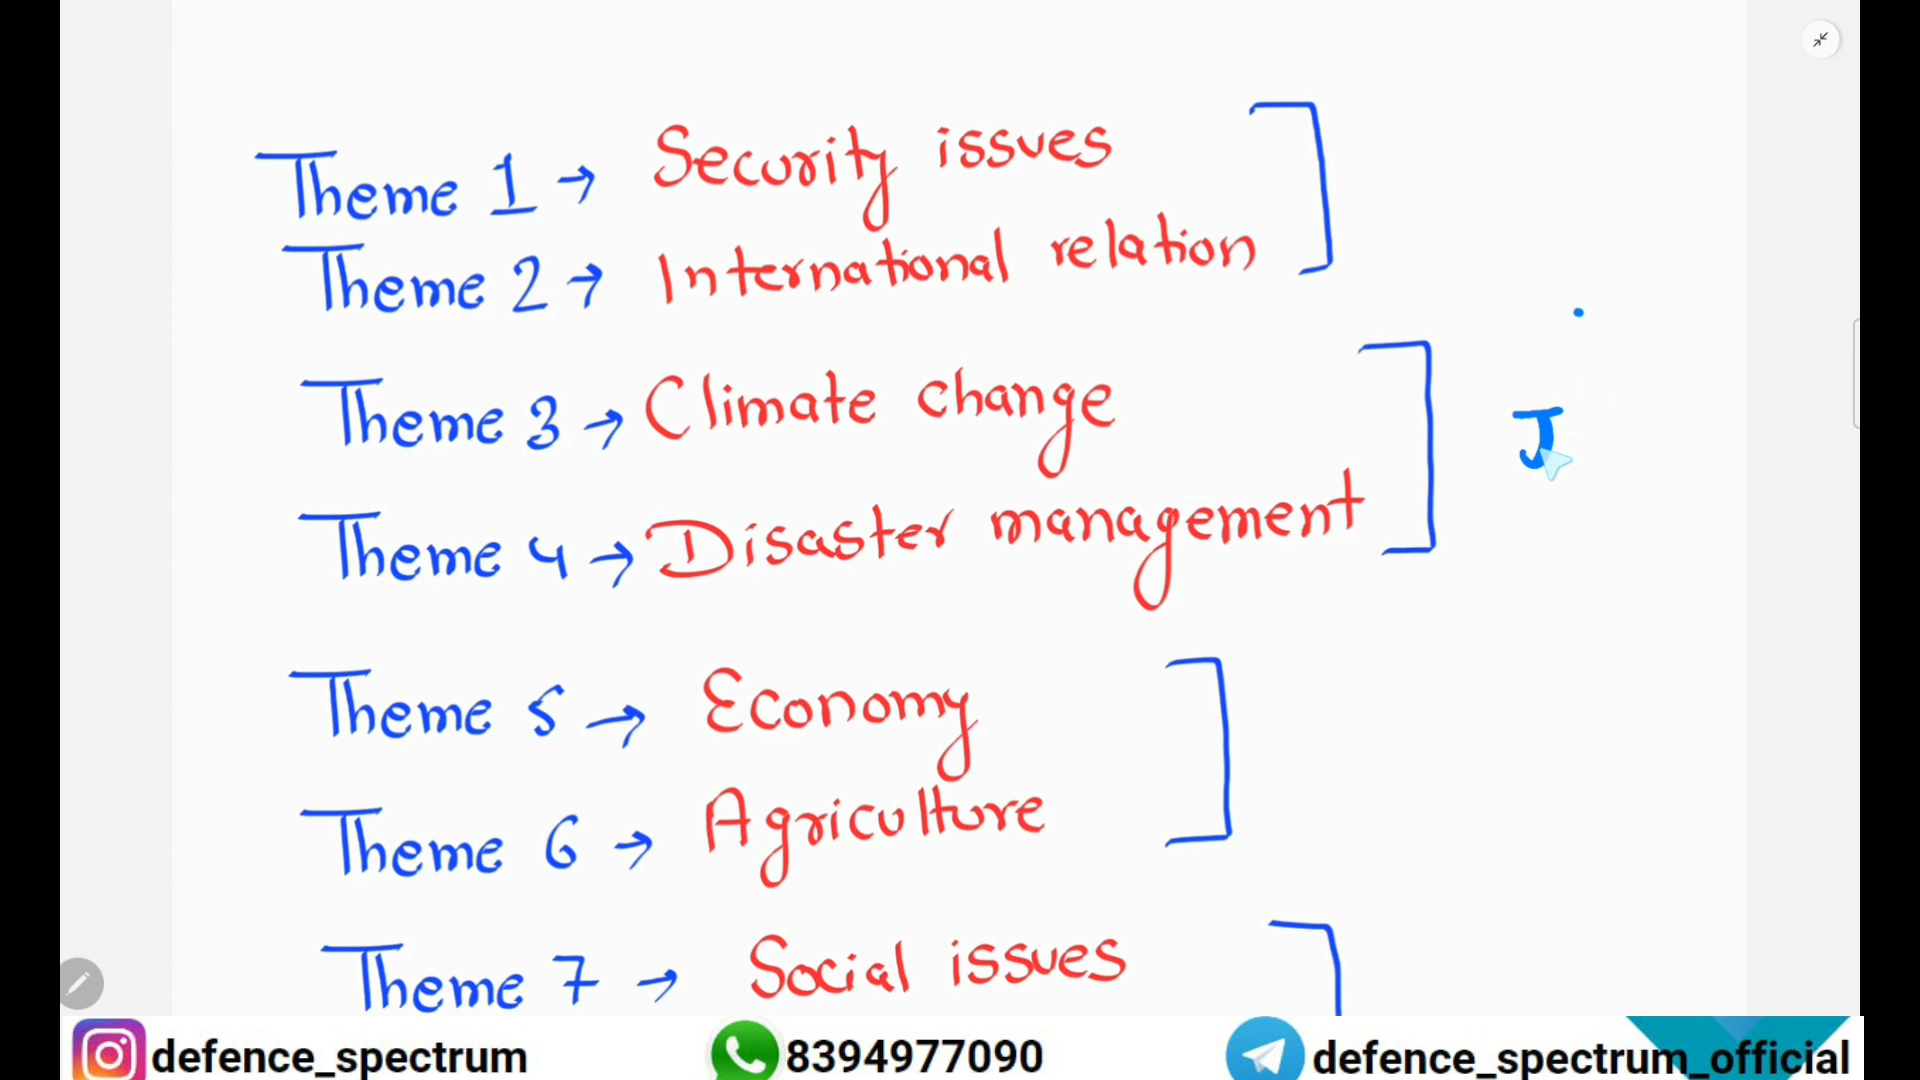 Theme 1 → Security issues
Theme 2 → International relation
Theme 3 → Climate change
J
Theme 4 → Disaster management
Theme 5 → Economy
Theme 6 → Agriculture
Theme 7 → Social issues
defence_spectrum 8394977090 defence_spectrum_official